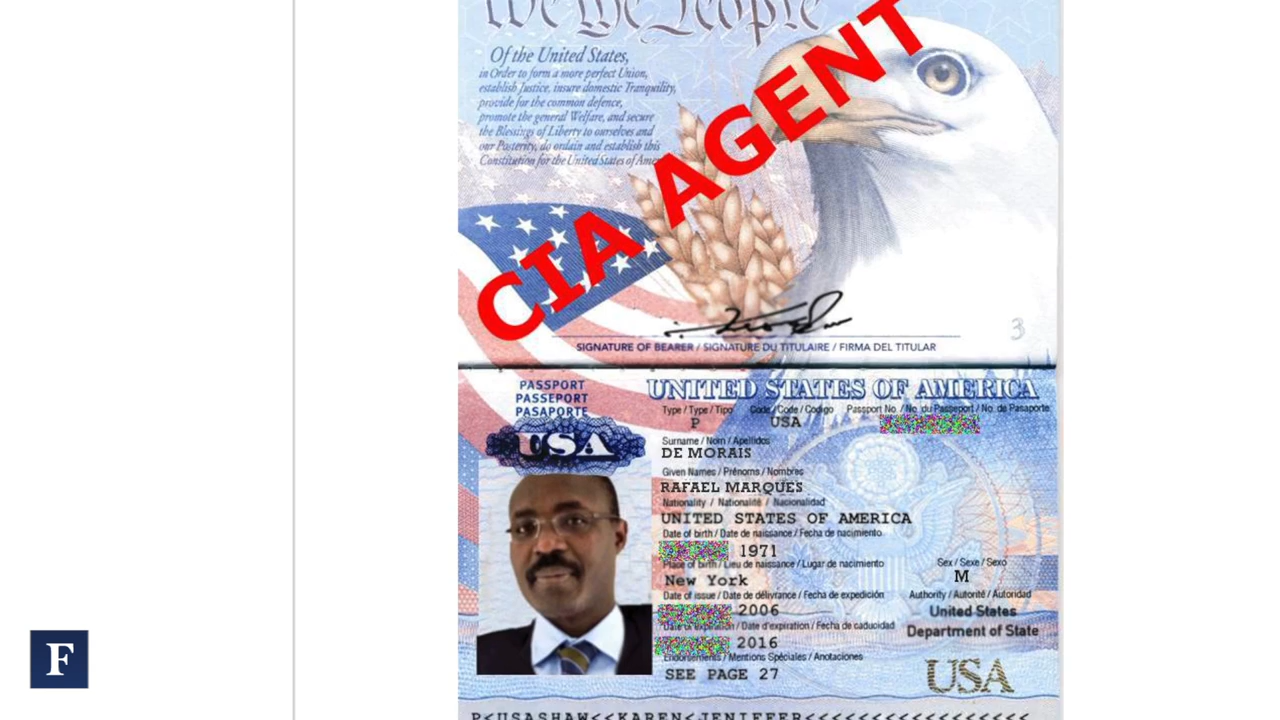 We the People
Of the United States,
in Order to form a more perfect Union,
establish Justice, insure domestic Tranquility,
provide for the common defence,
promote the general Welfare, and secure
the Blessings of Liberty to ourselves and
our Posterity, do ordain and establish this
Constitution for the United States of Ame
CIA AGENT
3
SIGNATURE OF BEARER / SIGNATURE DU TITULAIRE / FIRMA DEL TITULAR
PASSPORT
PASSEPORT
PASAPORTE
USA
UNITED STATES OF AMERICA
Type / Type / Tipo Code / Code / Codigo Passport No. / No. du Passeport / No. de Pasaporte
P USA
Surname / Nom / Apellidos
DE MORAIS
Given Names / Prénoms / Nombres
RAFAEL MARQUES
Nationality / Nationalité / Nacionalidad
UNITED STATES OF AMERICA
Date of birth / Date de naissance / Fecha de nacimiento
1971
Place of birth / Lieu de naissance / Lugar de nacimiento Sex / Sexe / Sexo
New York M
Date of issue / Date de délivrance / Fecha de expedición Authority / Autorité / Autoridad
2006 United States
Date of expiration / Date d'expiration / Fecha de caducidad Department of State
2016
Endorsements / Mentions Spéciales / Anotaciones
SEE PAGE 27 USA
F
P<USASHAW<<KAREN<JENIFFER<<<<<<<<<<<<<<<<<<